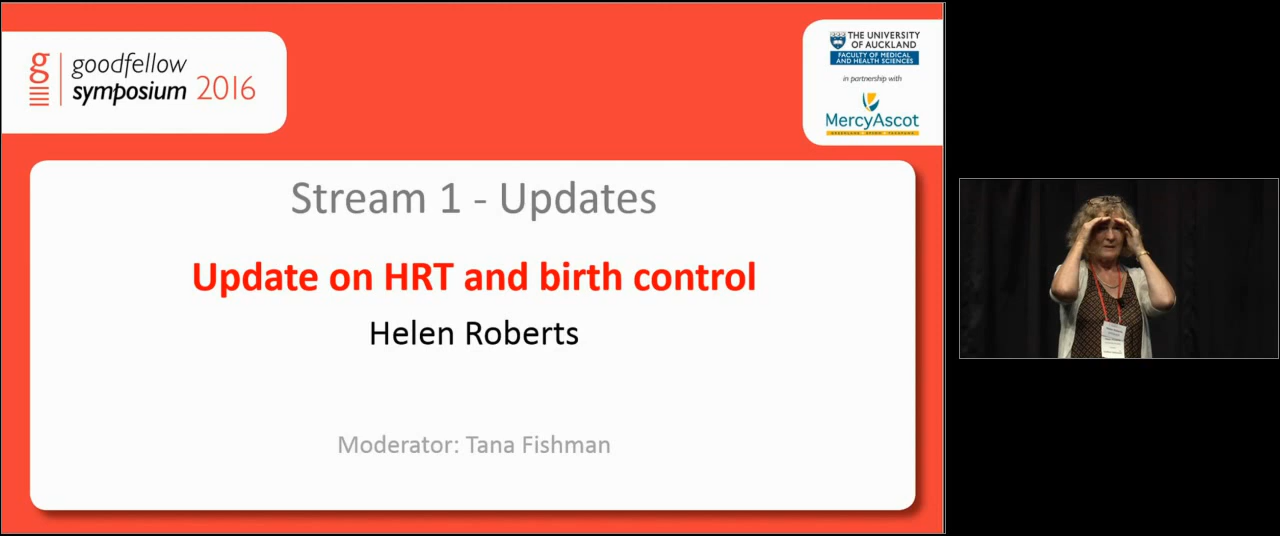 goodfellow
symposium 2016
THE UNIVERSITY
OF AUCKLAND
FACULTY OF MEDICAL
AND HEALTH SCIENCES
in partnership with
MercyAscot
Stream 1 - Updates
Update on HRT and birth control
Helen Roberts
Moderator: Tana Fishman